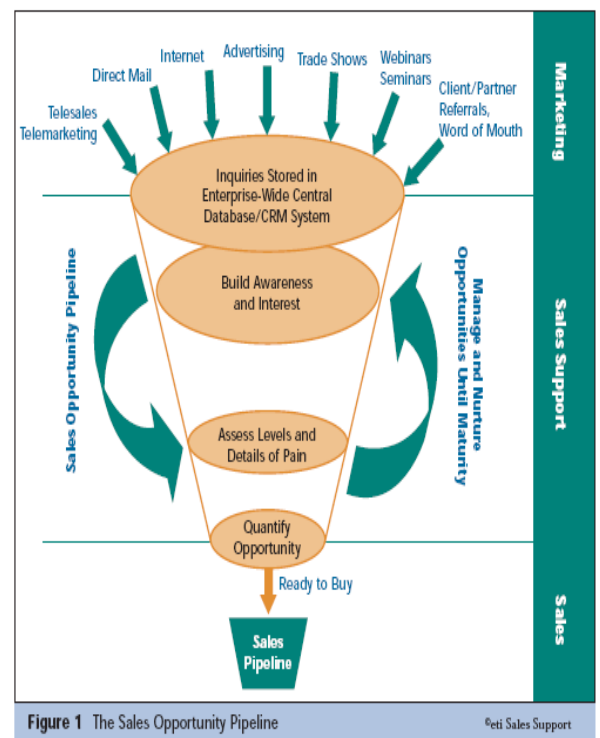 Internet
Advertising
Trade Shows
Webinars
Seminars
Direct Mail
Client/Partner
Referrals,
Word of Mouth
Telesales
Telemarketing
Marketing
Inquiries Stored in
Enterprise-Wide Central
Database/CRM System
Build Awareness
and Interest
Sales Opportunity Pipeline
Manage and Nurture
Opportunities Until Maturity
Sales Support
Assess Levels and
Details of Pain
Quantify
Opportunity
Ready to Buy
Sales
Sales
Pipeline
Figure 1 The Sales Opportunity Pipeline
©eti Sales Support